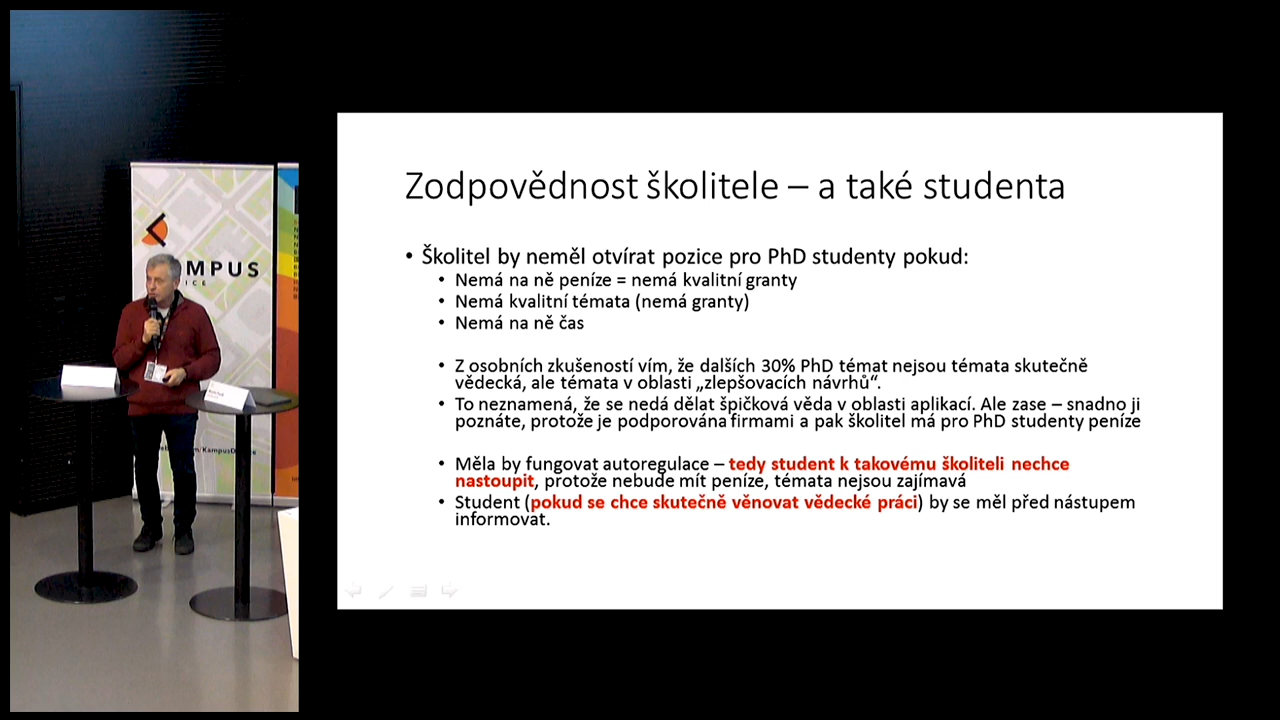 Zodpovědnost školitele – a také studenta
• Školitel by neměl otvírat pozice pro PhD studenty pokud:
• Nemá na ně peníze = nemá kvalitní granty
• Nemá kvalitní témata (nemá granty)
• Nemá na ně čas
• Z osobních zkušeností vím, že dalších 30% PhD témat nejsou témata skutečně
vědecká, ale témata v oblasti „zlepšovacích návrhů“.
• To neznamená, že se nedá dělat špičková věda v oblasti aplikací. Ale zase – snadno ji
poznáte, protože je podporována firmami a pak školitel má pro PhD studenty peníze
• Měla by fungovat autoregulace – tedy student k takovému školiteli nechce
nastoupit, protože nebude mít peníze, témata nejsou zajímavá
• Student (pokud se chce skutečně věnovat vědecké práci) by se měl před nástupem
informovat.
MPUS
ICE